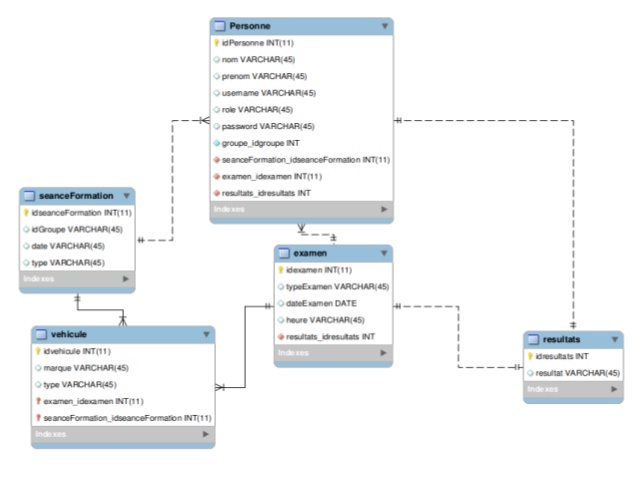 Personne
idPersonne INT(11)
nom VARCHAR(45)
prenom VARCHAR(45)
username VARCHAR(45)
role VARCHAR(45)
password VARCHAR(45)
groupe_idgroupe INT
seanceFormation_idseanceFormation INT(11)
examen_idexamen INT(11)
resultats_idresultats INT
Indexes
seanceFormation
idseanceFormation INT(11)
idGroupe VARCHAR(45)
date VARCHAR(45)
type VARCHAR(45)
Indexes
examen
idexamen INT(11)
typeExamen VARCHAR(45)
dateExamen DATE
heure VARCHAR(45)
resultats_idresultats INT
Indexes
vehicule
idvehicule INT(11)
marque VARCHAR(45)
type VARCHAR(45)
examen_idexamen INT(11)
seanceFormation_idseanceFormation INT(11)
Indexes
resultats
idresultats INT
resultat VARCHAR(45)
Indexes